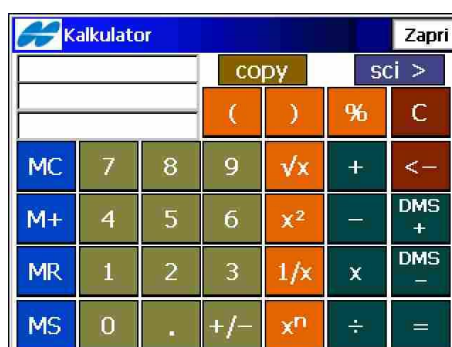 Kalkulator Zapri
copy sci >
( ) % C
MC 7 8 9 √x + <-
M+ 4 5 6 x² - DMS +
MR 1 2 3 1/x x DMS -
MS 0 . +/- xⁿ ÷ =